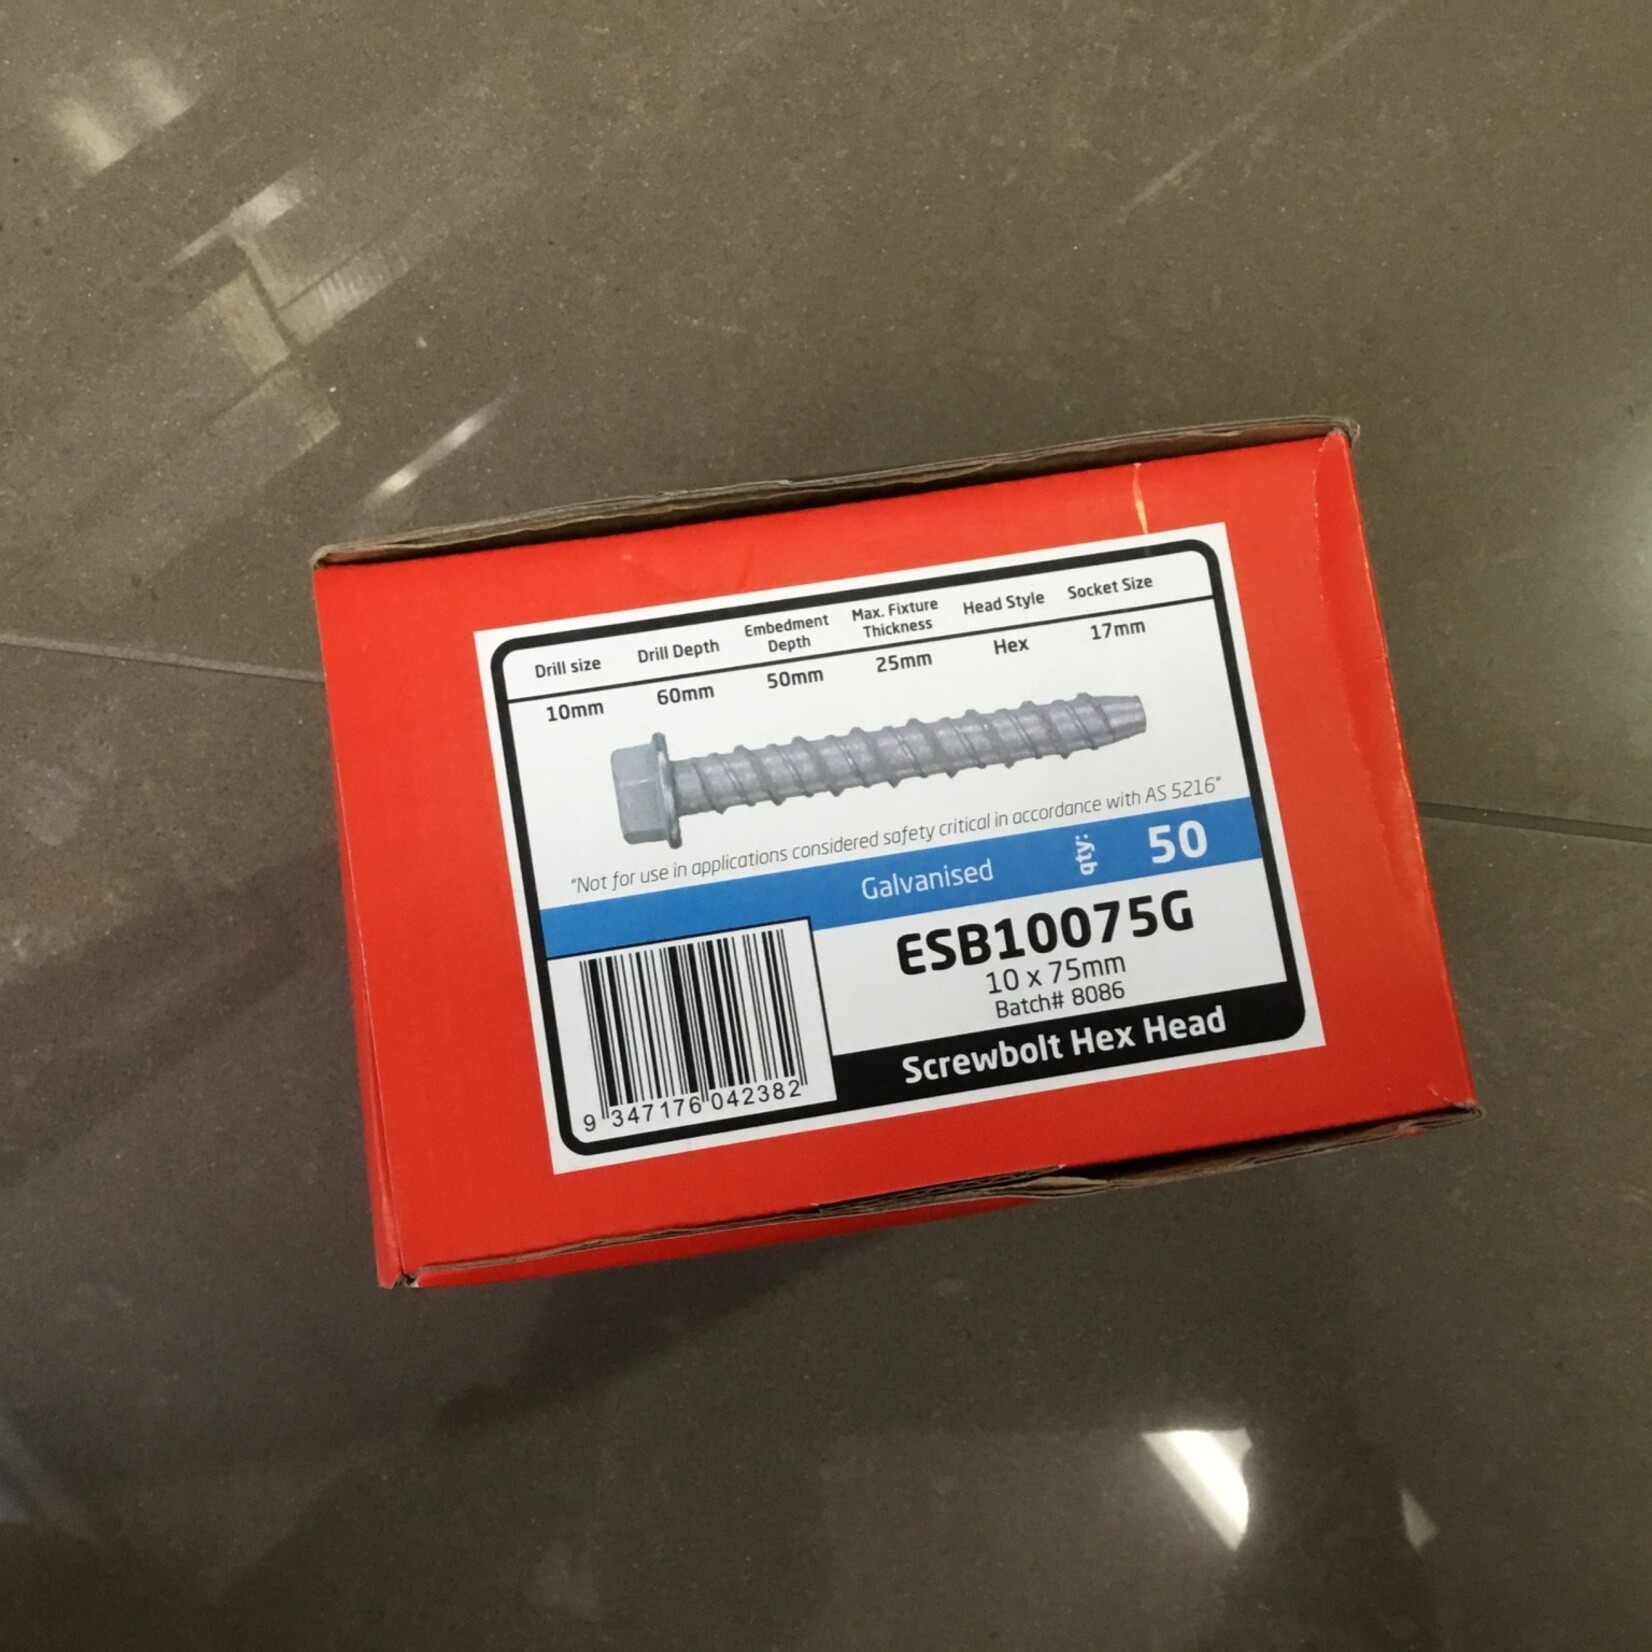 Drill size Drill Depth Embedment Depth Max. Fixture Thickness Head Style Socket Size
10mm 60mm 50mm 25mm Hex 17mm
"Not for use in applications considered safety critical in accordance with AS 5216"
Galvanised qty: 50
ESB10075G
10 x 75mm
Batch# 8086
Screwbolt Hex Head
9 347176 042382